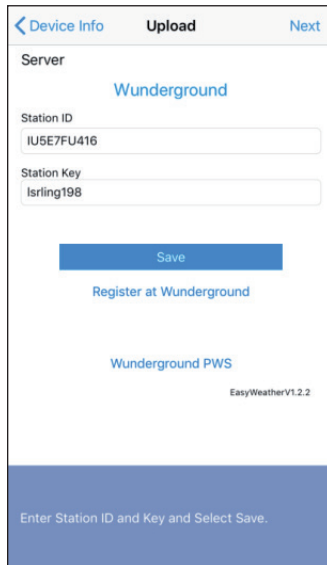 Device Info Upload Next
Server
Wunderground
Station ID
IU5E7FU416
Station Key
lsrling198
Save
Register at Wunderground
Wunderground PWS
EasyWeatherV1.2.2
Enter Station ID and Key and Select Save.